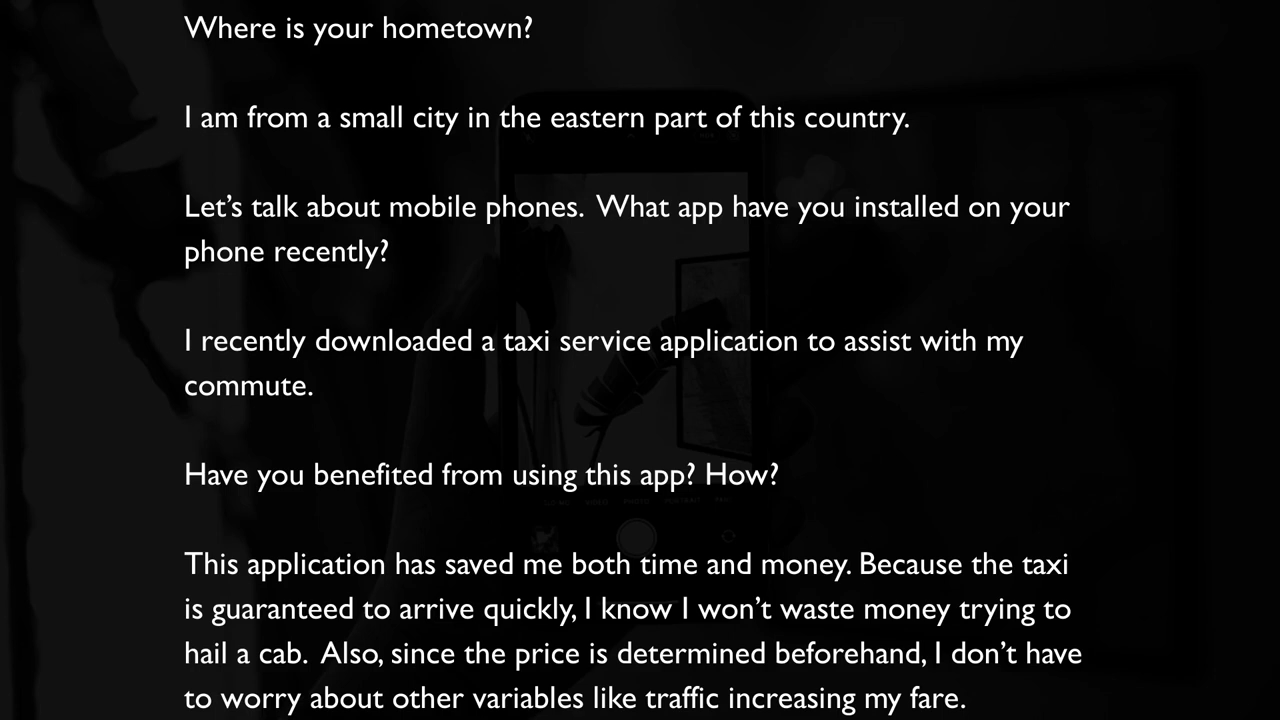 Where is your hometown?
I am from a small city in the eastern part of this country.
Let’s talk about mobile phones.  What app have you installed on your
phone recently?
I recently downloaded a taxi service application to assist with my
commute.
Have you benefited from using this app? How?
This application has saved me both time and money. Because the taxi
is guaranteed to arrive quickly, I know I won’t waste money trying to
hail a cab.  Also, since the price is determined beforehand, I don’t have
to worry about other variables like traffic increasing my fare.